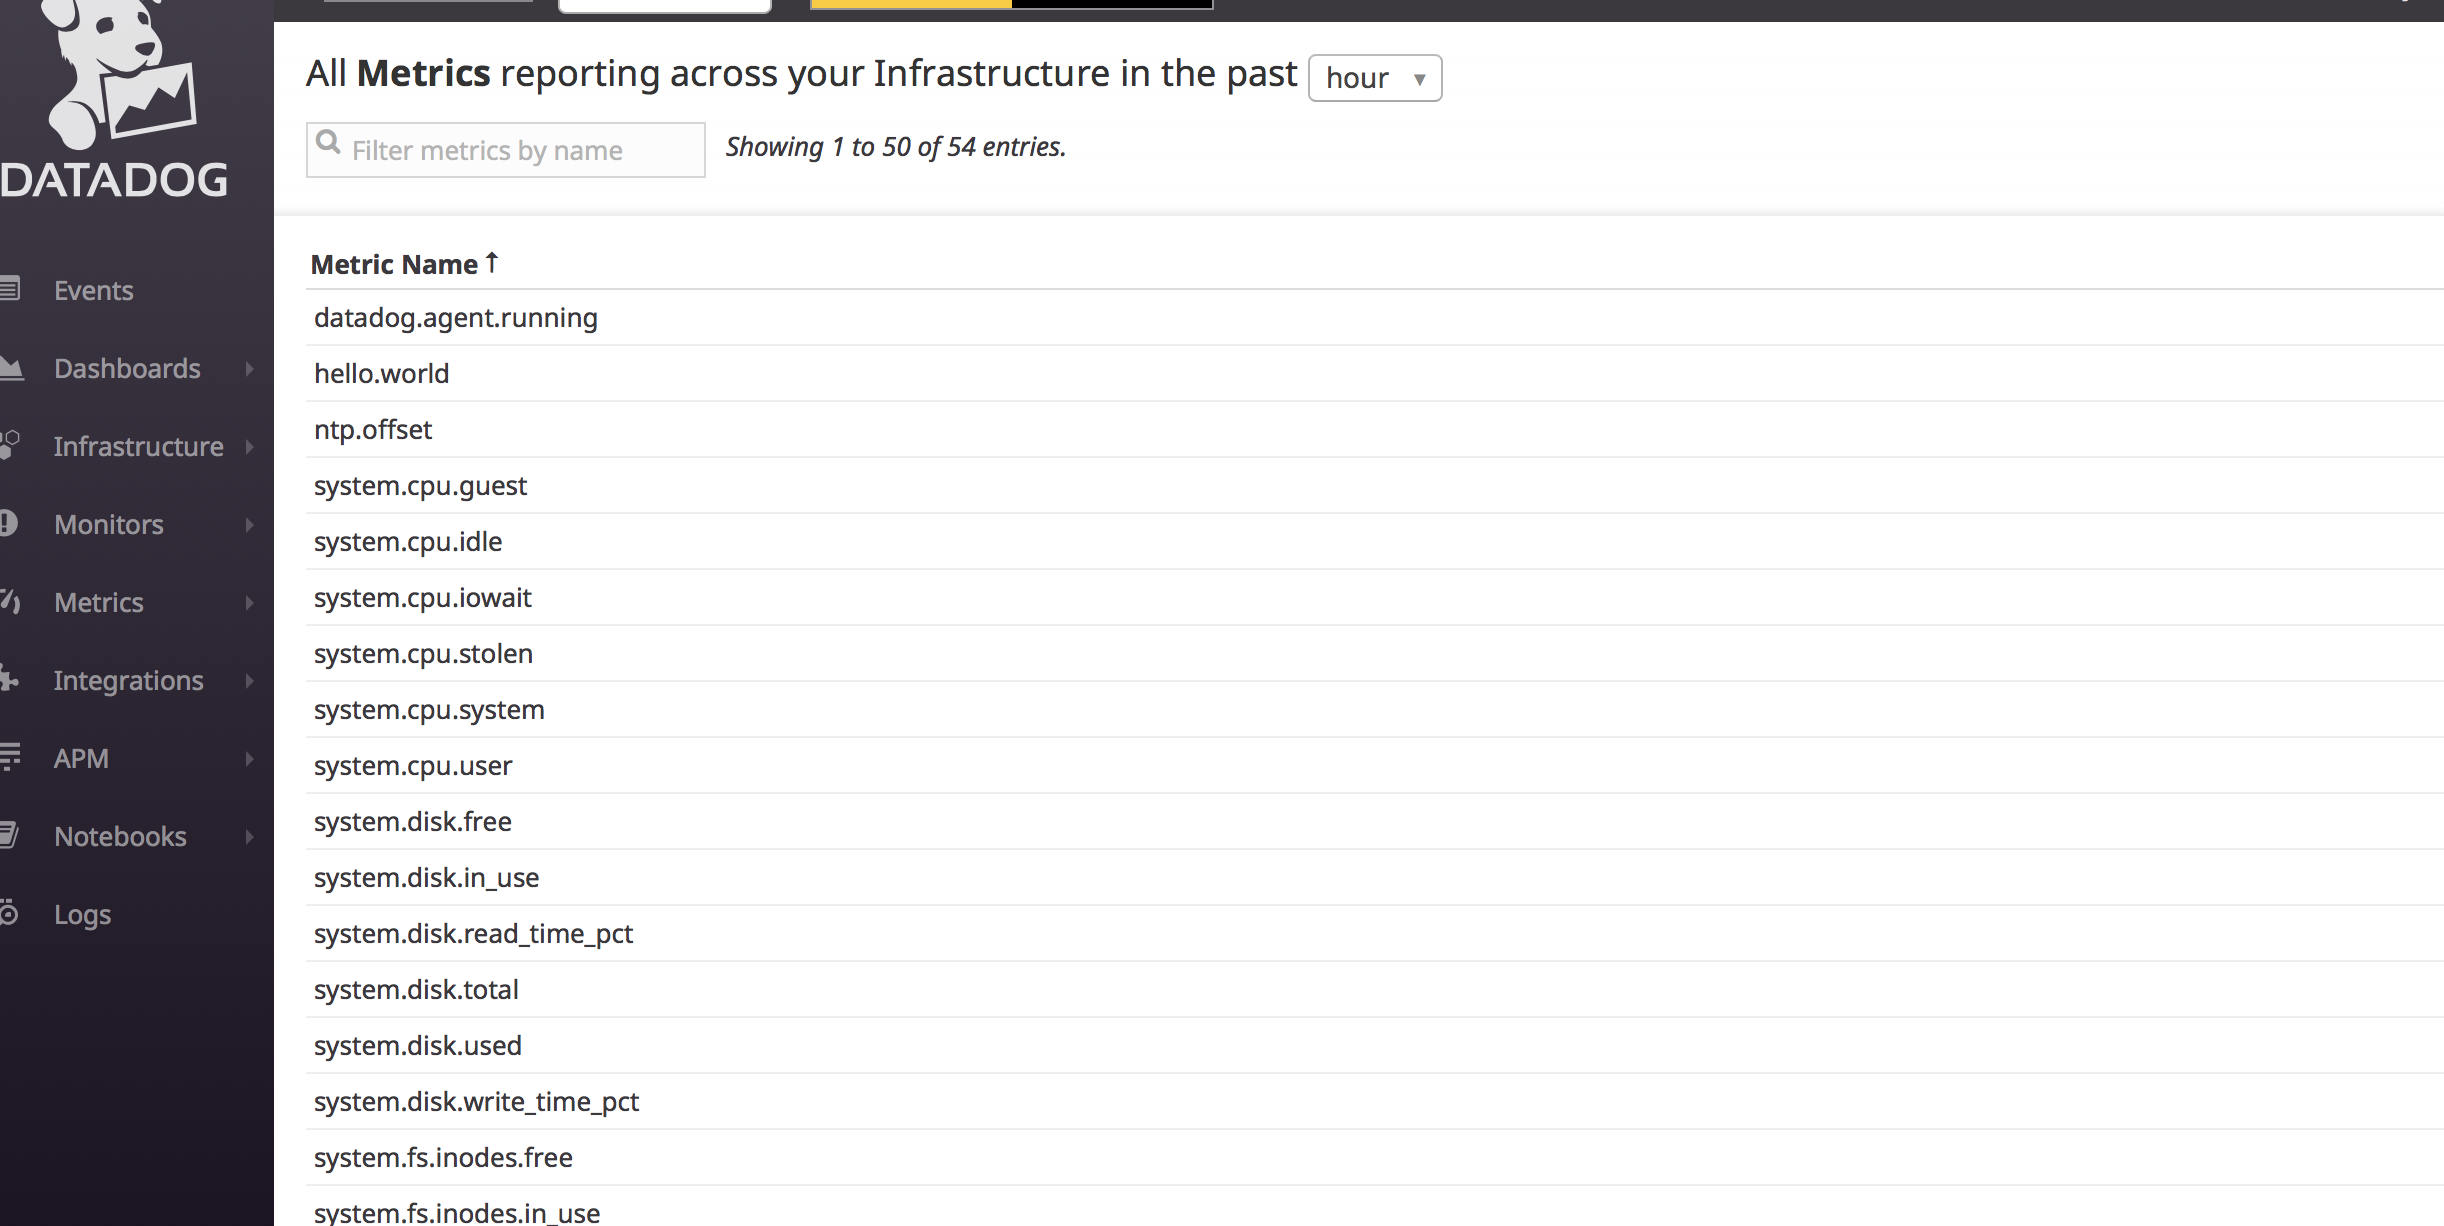 DATADOG
Events
Dashboards
Infrastructure
Monitors
Metrics
Integrations
APM
Notebooks
Logs
All Metrics reporting across your Infrastructure in the past hour
Filter metrics by name
Showing 1 to 50 of 54 entries.
Metric Name ↑
datadog.agent.running
hello.world
ntp.offset
system.cpu.guest
system.cpu.idle
system.cpu.iowait
system.cpu.stolen
system.cpu.system
system.cpu.user
system.disk.free
system.disk.in_use
system.disk.read_time_pct
system.disk.total
system.disk.used
system.disk.write_time_pct
system.fs.inodes.free
system.fs.inodes.in_use